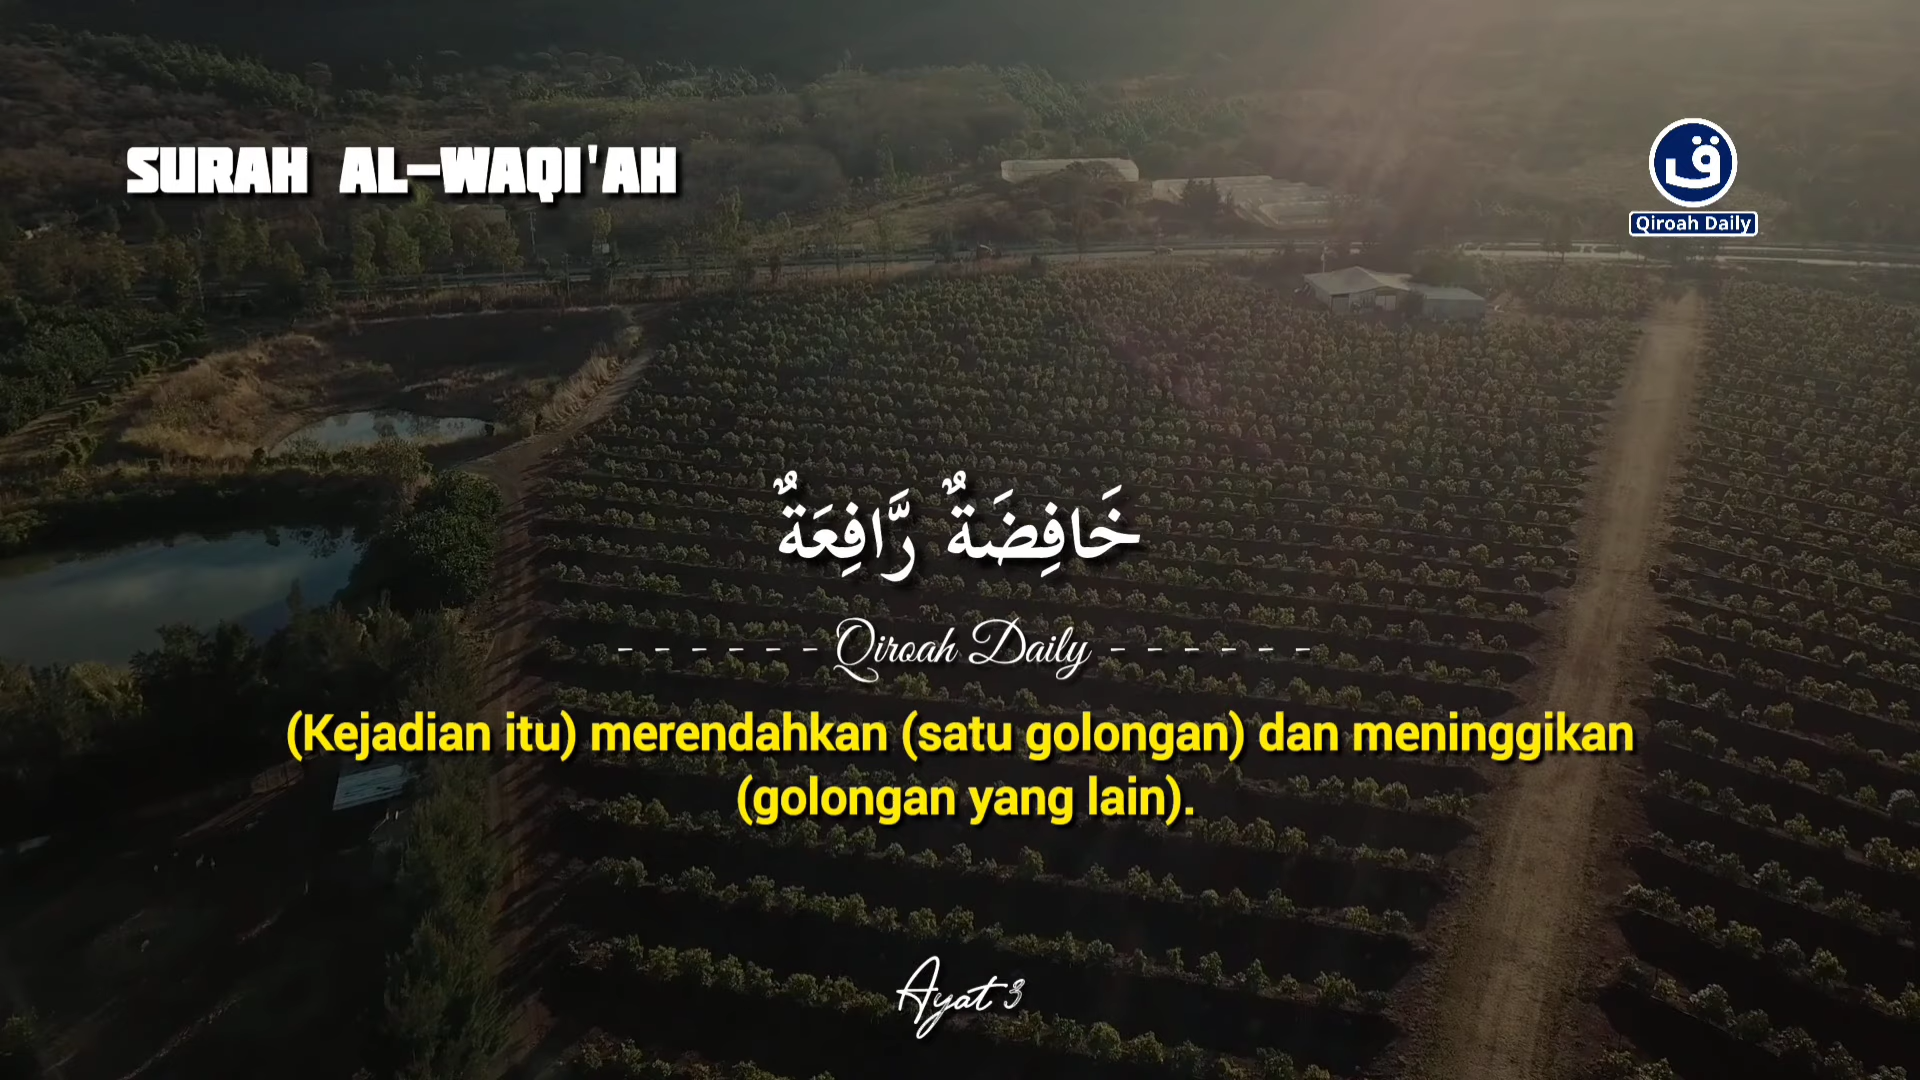 SURAH AL-WAQI'AH
ق
Qiroah Daily
خَافِضَةٌ رَّافِعَةٌ
- - - - - - Qiroah Daily - - - - - -
(Kejadian itu) merendahkan (satu golongan) dan meninggikan
(golongan yang lain).
Ayat 3